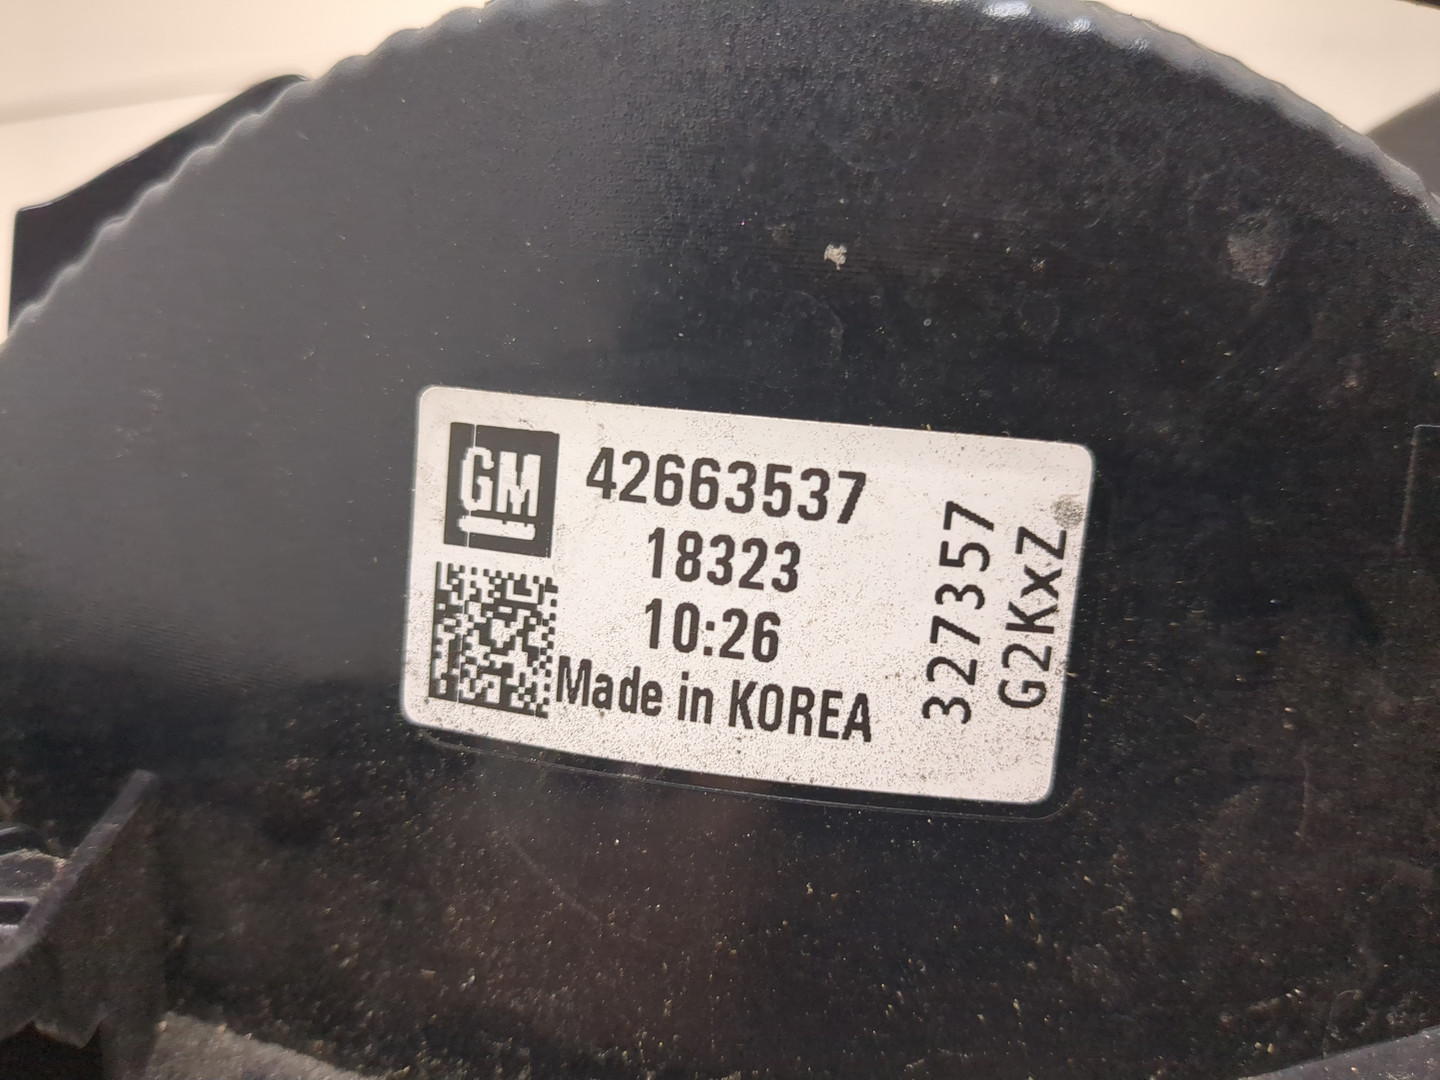 GM
42663537
18323
10:26
Made in KOREA
327357
G2KxZ